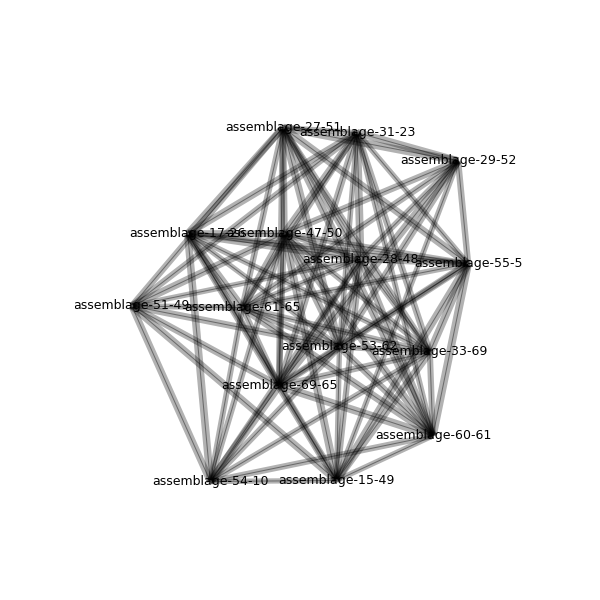 assemblage-27-51
assemblage-31-23
assemblage-29-52
assemblage-17-26
assemblage-47-50
assemblage-28-48
assemblage-55-5
assemblage-51-49
assemblage-61-65
assemblage-53-62
assemblage-33-69
assemblage-69-65
assemblage-60-61
assemblage-54-10
assemblage-15-49